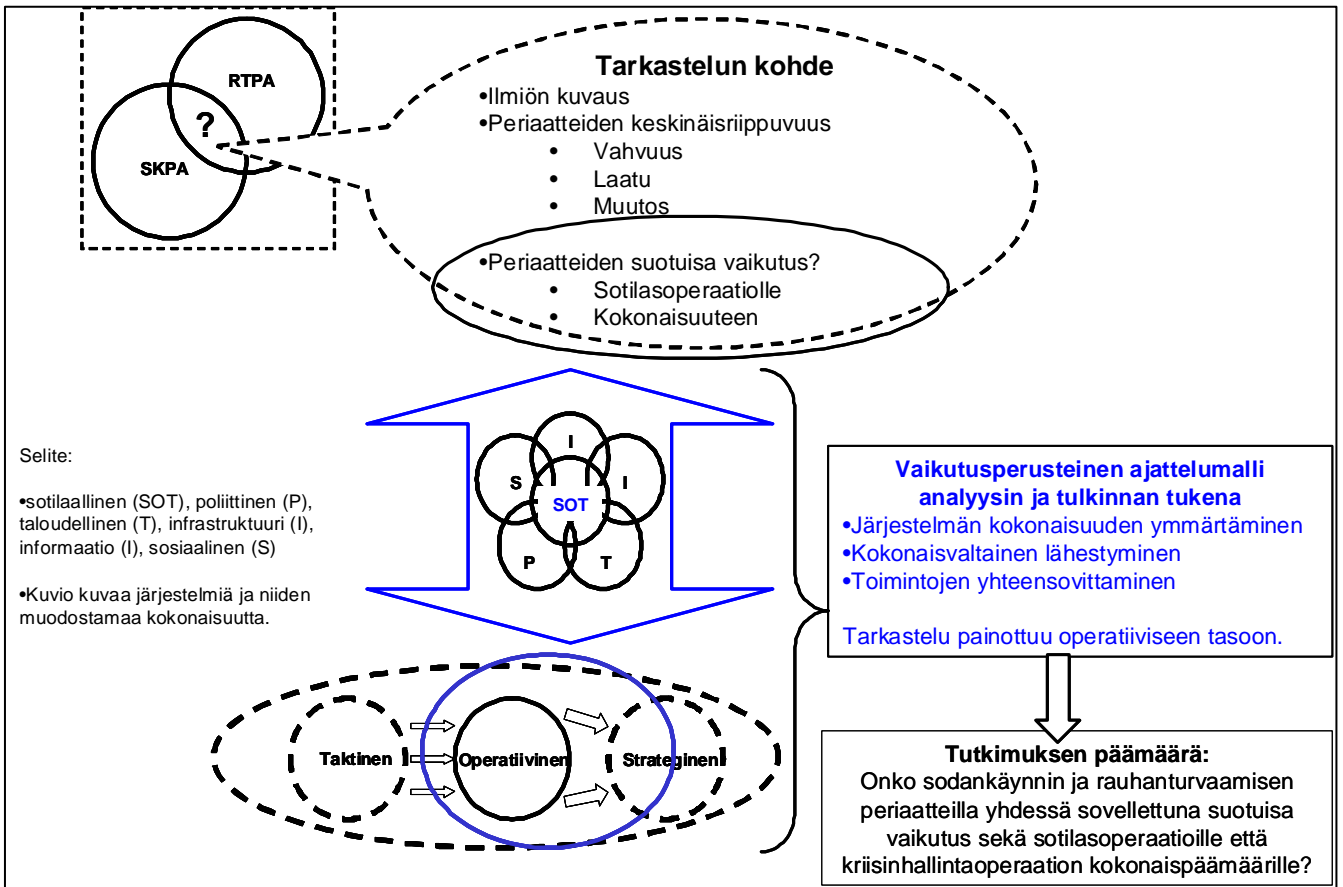 RTPA
?
SKPA
Tarkastelun kohde
•Ilmiön kuvaus
•Periaatteiden keskinäisriippuvuus
• Vahvuus
• Laatu
• Muutos
•Periaatteiden suotuisa vaikutus?
• Sotilasoperaatiolle
• Kokonaisuuteen
Selite:
•sotilaallinen (SOT), poliittinen (P),
taloudellinen (T), infrastruktuuri (I),
informaatio (I), sosiaalinen (S)
•Kuvio kuvaa järjestelmiä ja niiden
muodostamaa kokonaisuutta.
I
S
I
SOT
P
T
Vaikutusperusteinen ajattelumalli
analyysin ja tulkinnan tukena
•Järjestelmän kokonaisuuden ymmärtäminen
•Kokonaisvaltainen lähestyminen
•Toimintojen yhteensovittaminen
Tarkastelu painottuu operatiiviseen tasoon.
Taktinen
Operatiivinen
Strateginen
Tutkimuksen päämäärä:
Onko sodankäynnin ja rauhanturvaamisen
periaatteilla yhdessä sovellettuna suotuisa
vaikutus sekä sotilasoperaatioille että
kriisinhallintaoperaation kokonaispäämäärille?